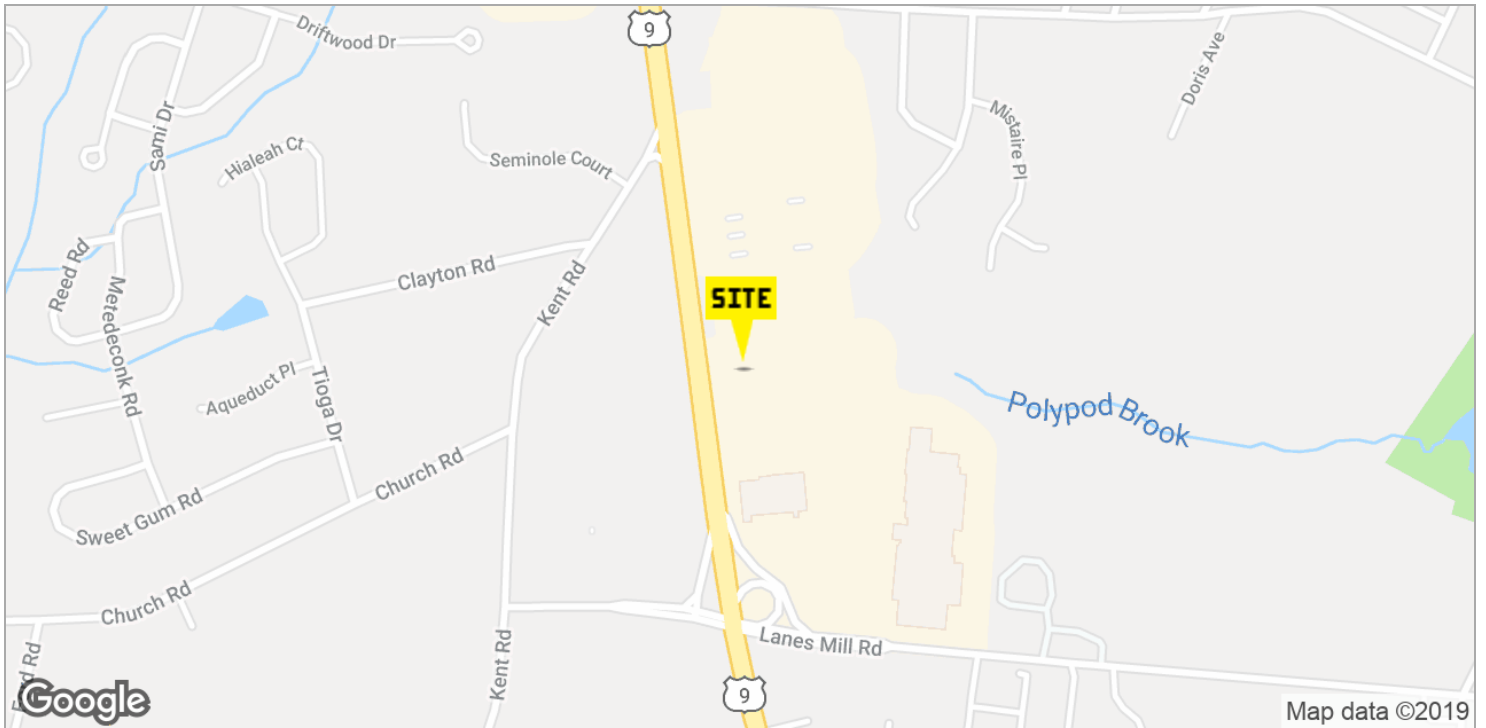 9
Driftwood Dr
Doris Ave
Sami Dr
Mistaire Pl
Hialeah Ct
Seminole Court
Reed Rd
Clayton Rd
Kent Rd
SITE
Metedeconk Rd
Aqueduct Pl
Tioga Dr
Polypod Brook
Church Rd
Sweet Gum Rd
Church Rd
Lanes Mill Rd
Kent Rd
Rd
9
Google
Map data ©2019